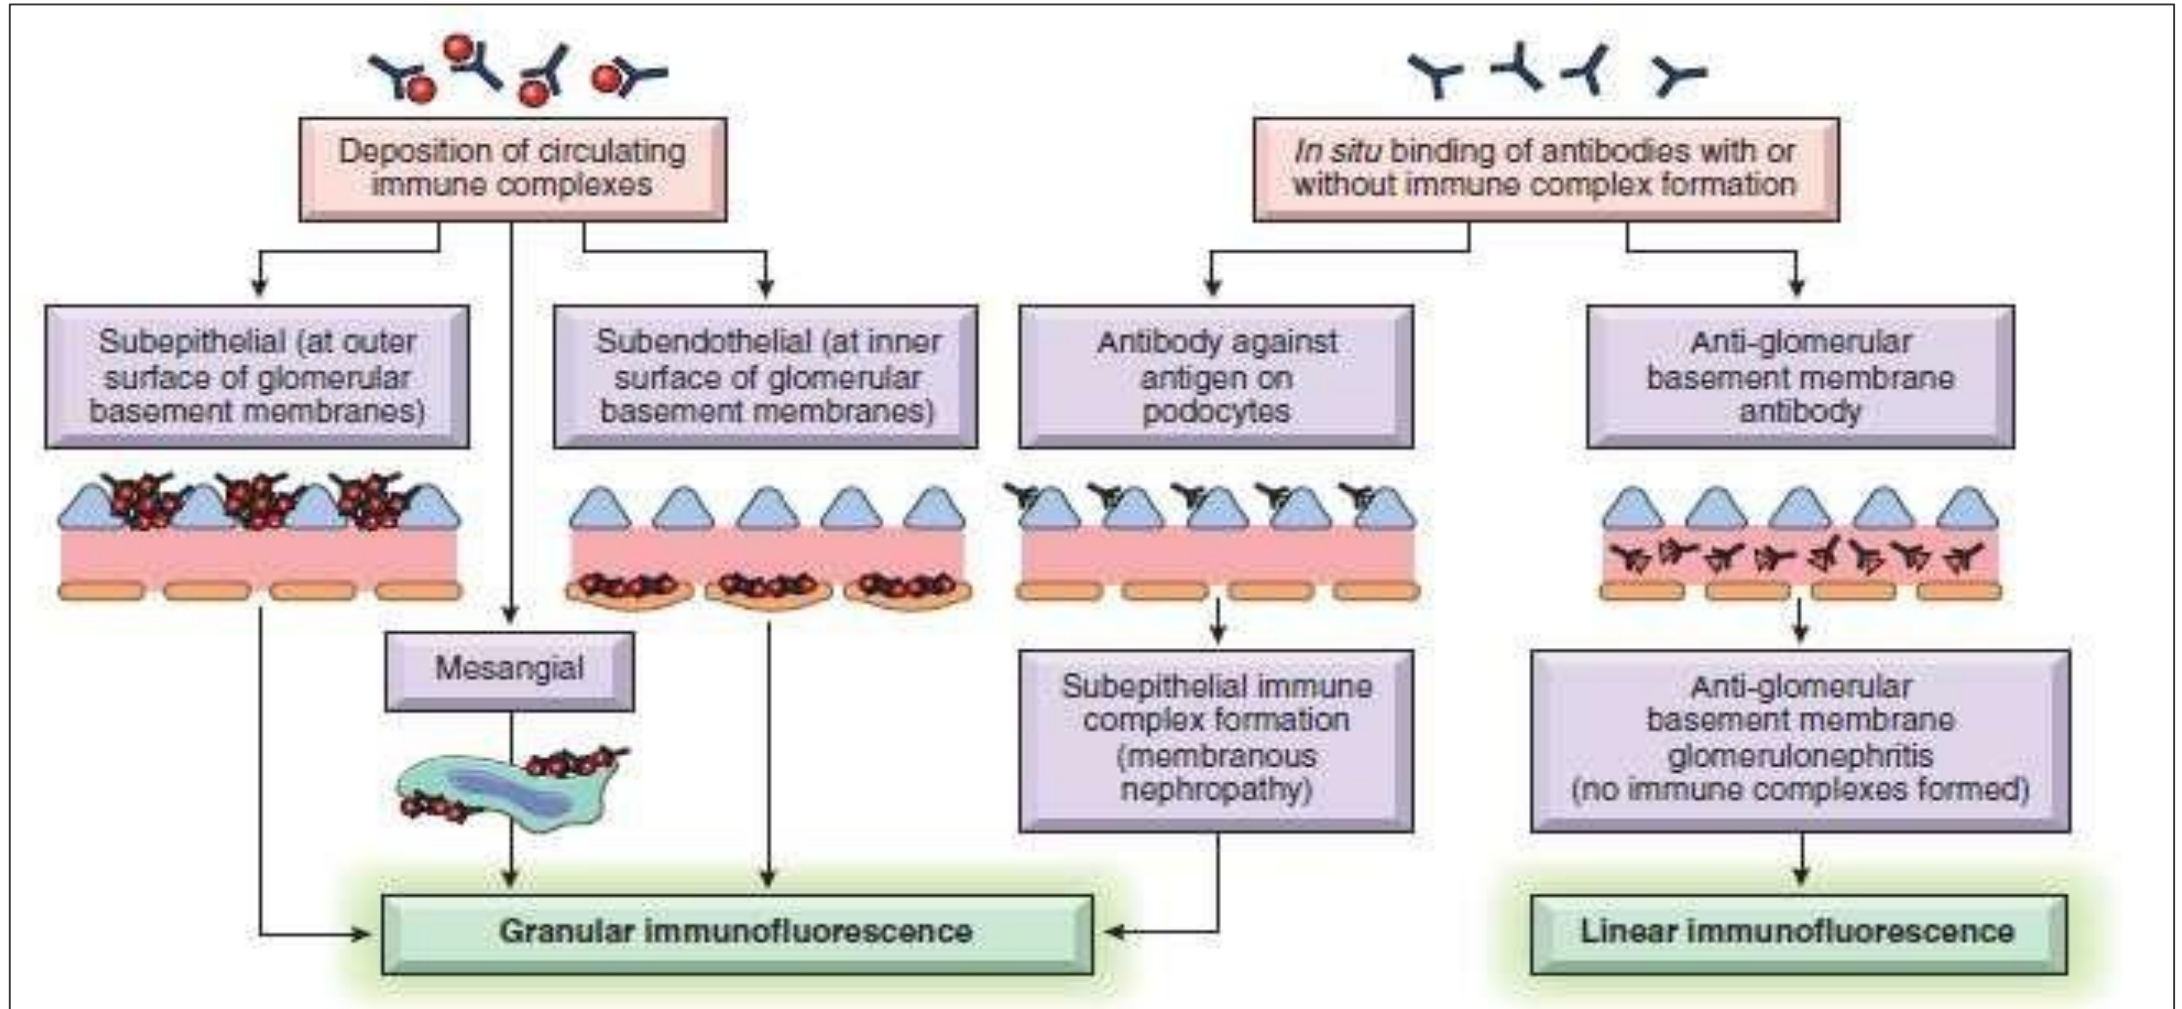 Deposition of circulating
immune complexes
In situ binding of antibodies with or
without immune complex formation
Subepithelial (at outer
surface of glomerular
basement membranes)
Subendothelial (at inner
surface of glomerular
basement membranes)
Antibody against
antigen on
podocytes
Anti-glomerular
basement membrane
antibody
Mesangial
Subepithelial immune
complex formation
(membranous
nephropathy)
Anti-glomerular
basement membrane
glomerulonephritis
(no immune complexes formed)
Granular immunofluorescence
Linear immunofluorescence